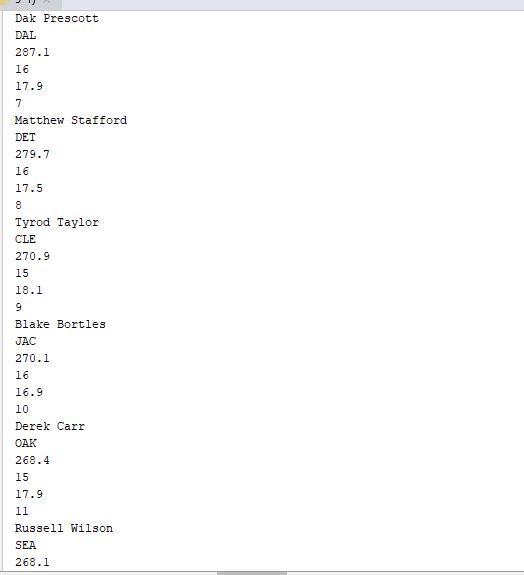 Dak Prescott
DAL
287.1
16
17.9
7
Matthew Stafford
DET
279.7
16
17.5
8
Tyrod Taylor
CLE
270.9
15
18.1
9
Blake Bortles
JAC
270.1
16
16.9
10
Derek Carr
OAK
268.4
15
17.9
11
Russell Wilson
SEA
268.1